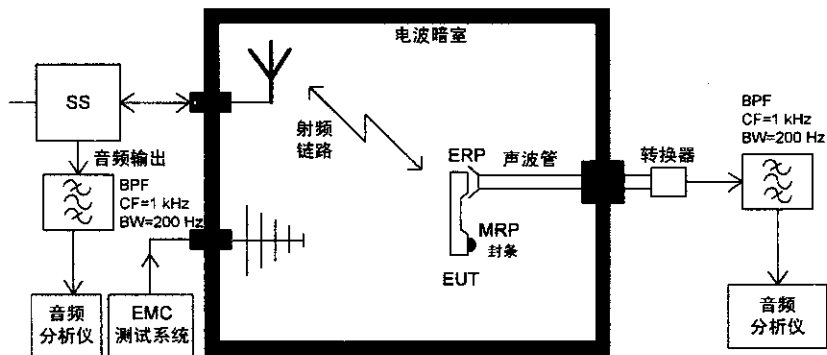 电波暗室
SS
音频输出
BPF
CF=1 kHz
BW=200 Hz
音频
分析仪
EMC
测试系统
射频
链路
ERP
声波管
MRP
封条
EUT
转换器
BPF
CF=1 kHz
BW=200 Hz
音频
分析仪